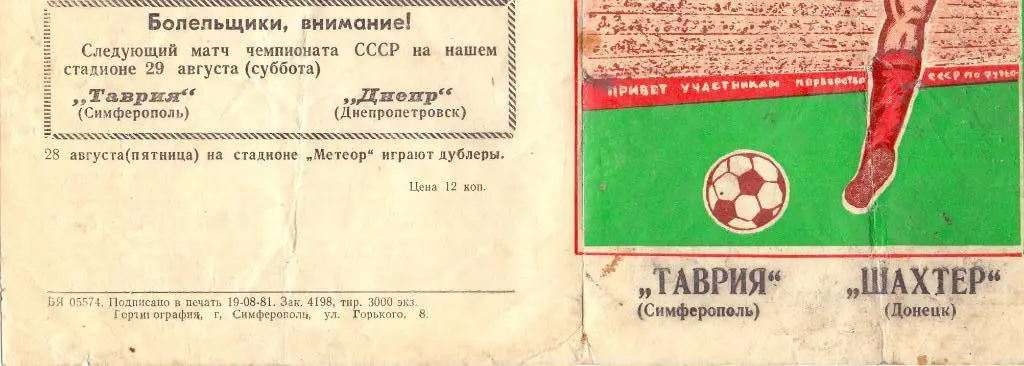 Болельщики, внимание!
Следующий матч чемпионата СССР на нашем
стадионе 29 августа (суббота)
„Таврия“ „Днепр“
(Симферополь) (Днепропетровск)
28 августа(пятница) на стадионе „Метеор“ играют дублеры.
Цена 12 коп.
БЯ 05574. Подписано в печать 19-08-81. Зак. 4198, тир. 3000 экз.
Гортипография, г. Симферополь, ул. Горького, 8.
ПРИВЕТ УЧАСТНИКАМ ПЕРВЕНСТВО СССР ПО ФУТБО-
„ТАВРИЯ“ „ШАХТЕР“
(Симферополь) (Донецк)